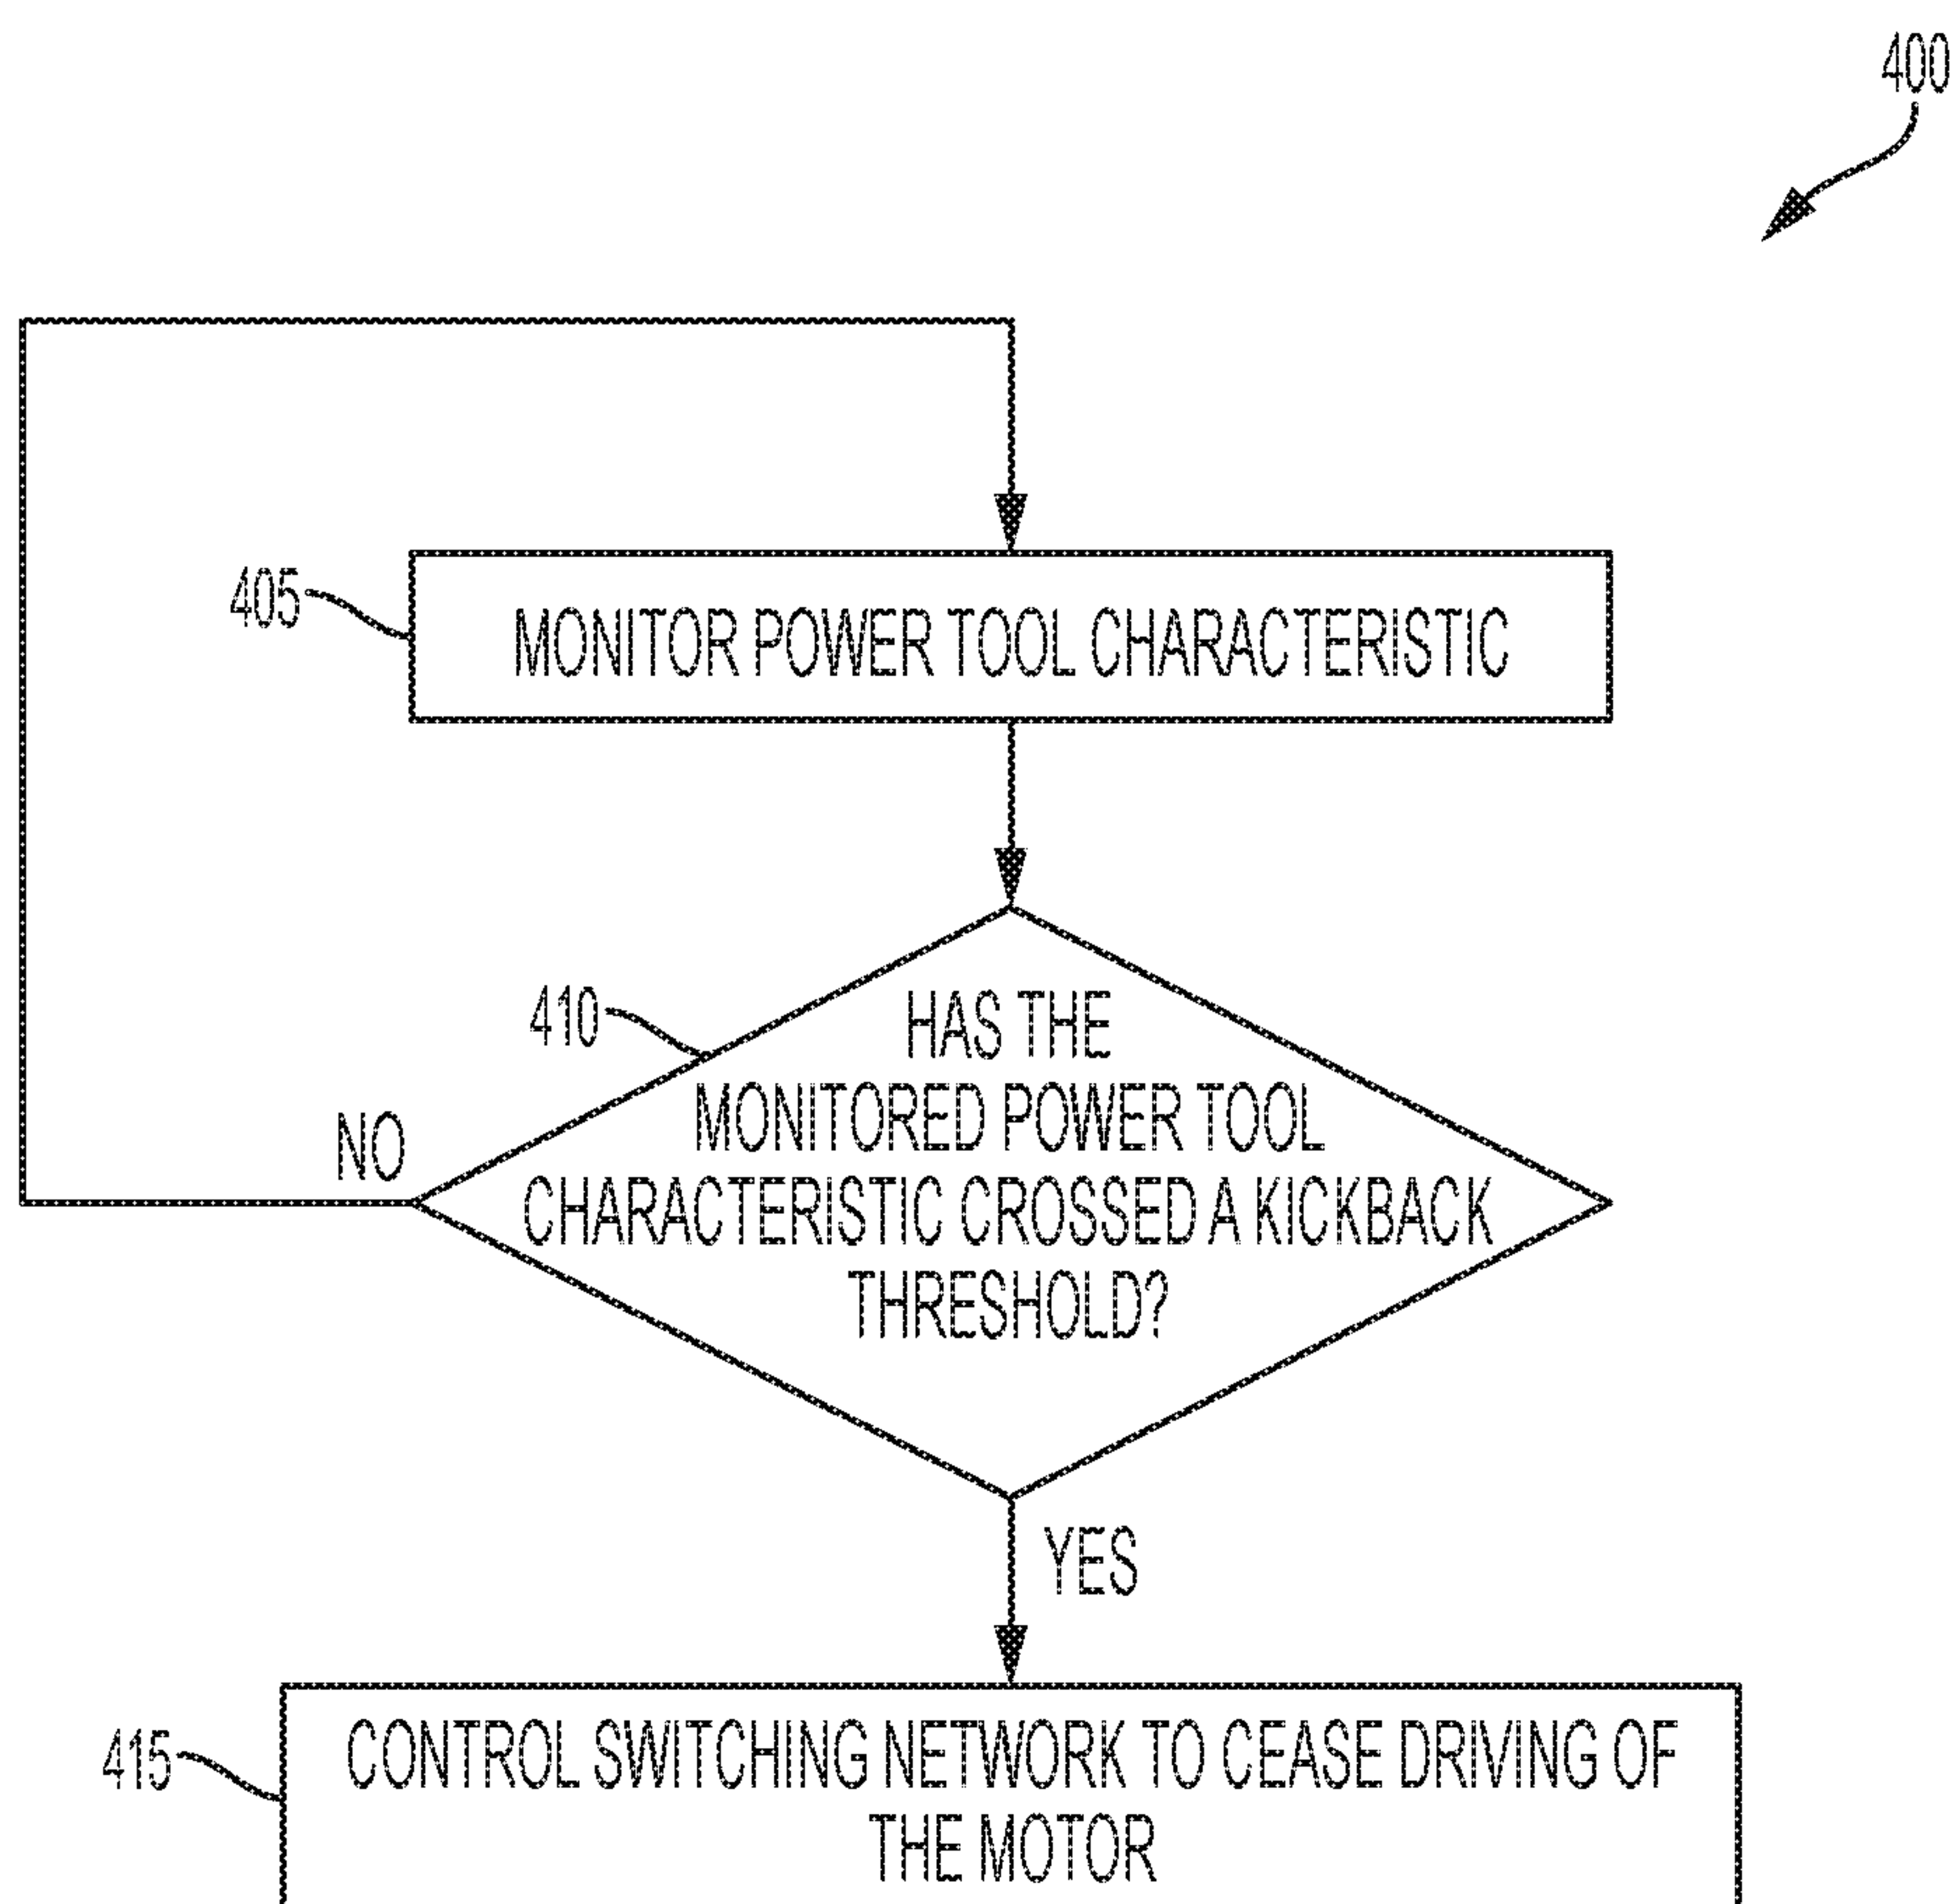 400
405
MONITOR POWER TOOL CHARACTERISTIC
410
HAS THE
MONITORED POWER TOOL
CHARACTERISTIC CROSSED A KICKBACK
THRESHOLD?
NO
YES
415
CONTROL SWITCHING NETWORK TO CEASE DRIVING OF
THE MOTOR